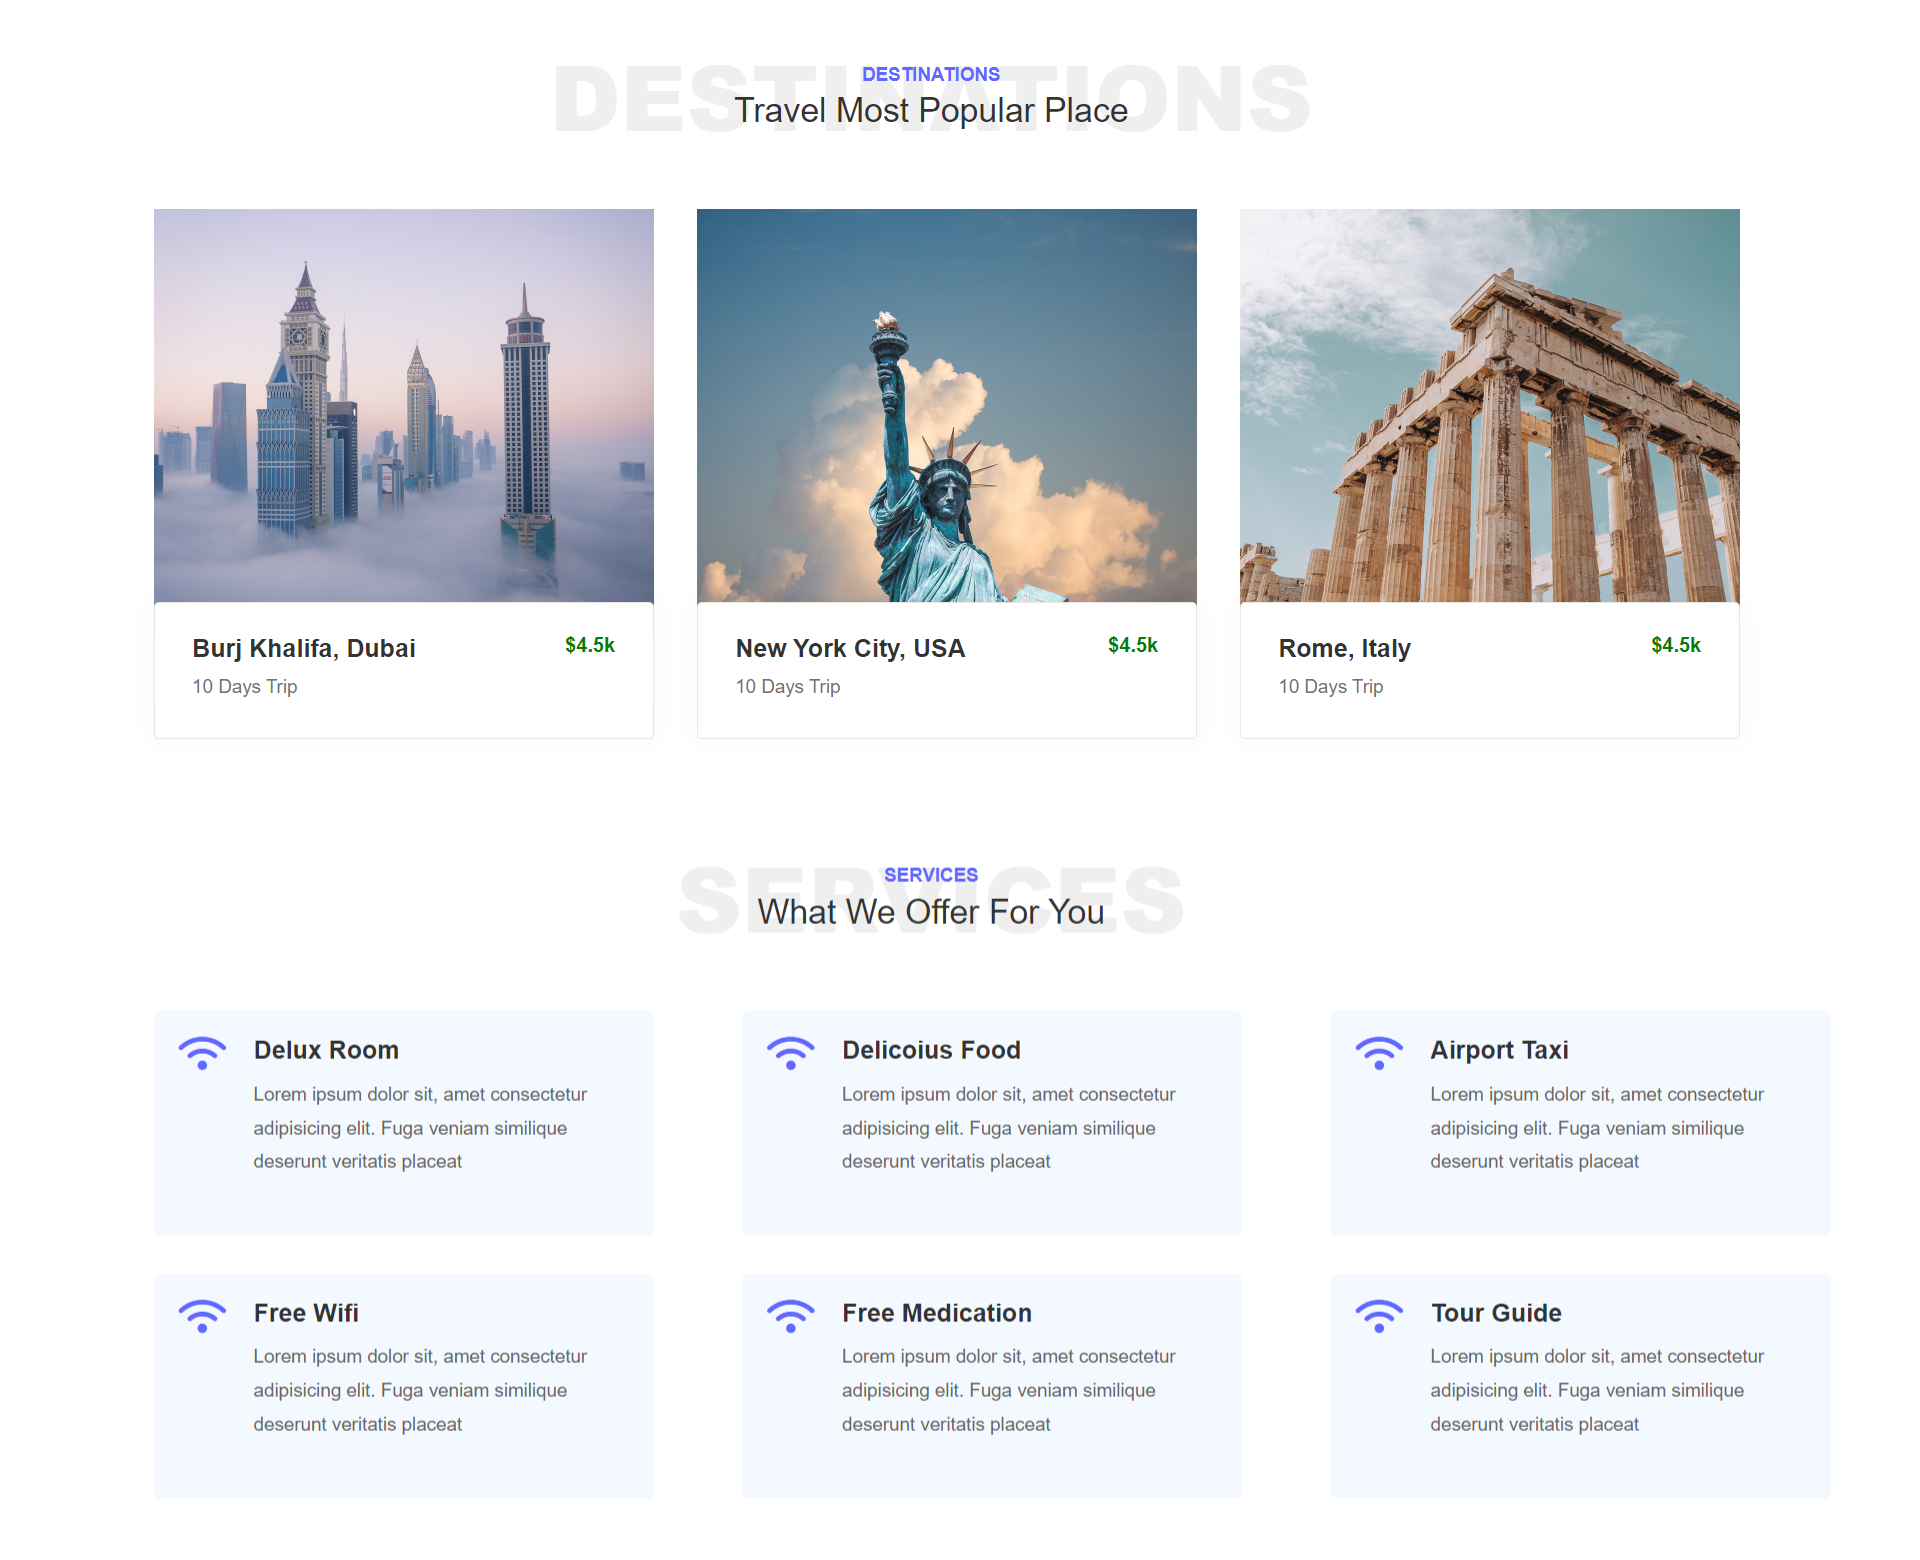 DESTINATIONS
DESTINATIONS
Travel Most Popular Place
Burj Khalifa, Dubai
$4.5k
10 Days Trip
New York City, USA
$4.5k
10 Days Trip
Rome, Italy
$4.5k
10 Days Trip
SERVICES
SERVICES
What We Offer For You
Delux Room
Lorem ipsum dolor sit, amet consectetur
adipisicing elit. Fuga veniam similique
deserunt veritatis placeat
Delicoius Food
Lorem ipsum dolor sit, amet consectetur
adipisicing elit. Fuga veniam similique
deserunt veritatis placeat
Airport Taxi
Lorem ipsum dolor sit, amet consectetur
adipisicing elit. Fuga veniam similique
deserunt veritatis placeat
Free Wifi
Lorem ipsum dolor sit, amet consectetur
adipisicing elit. Fuga veniam similique
deserunt veritatis placeat
Free Medication
Lorem ipsum dolor sit, amet consectetur
adipisicing elit. Fuga veniam similique
deserunt veritatis placeat
Tour Guide
Lorem ipsum dolor sit, amet consectetur
adipisicing elit. Fuga veniam similique
deserunt veritatis placeat